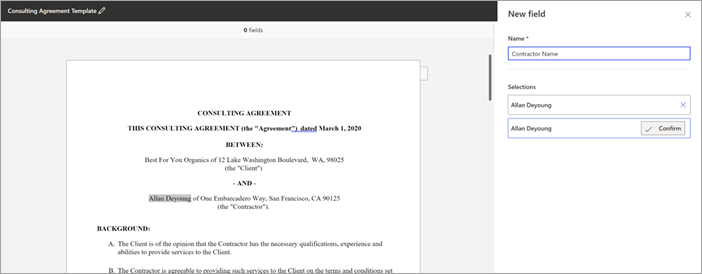 Consulting Agreement Template
0 fields
CONSULTING AGREEMENT
THIS CONSULTING AGREEMENT (the "Agreement") dated March 1, 2020
BETWEEN:
Best For You Organics of 12 Lake Washington Boulevard, WA, 98025
(the "Client")
- AND -
Allan Deyoung of One Embarcadero Way, San Francisco, CA 90125
(the "Contractor").
BACKGROUND:
A. The Client is of the opinion that the Contractor has the necessary qualifications, experience and
abilities to provide services to the Client.
B. The Contractor is agreeable to providing such services to the Client on the terms and conditions set
New field
Name *
Contractor Name
Selections
Allan Deyoung
Allan Deyoung Confirm